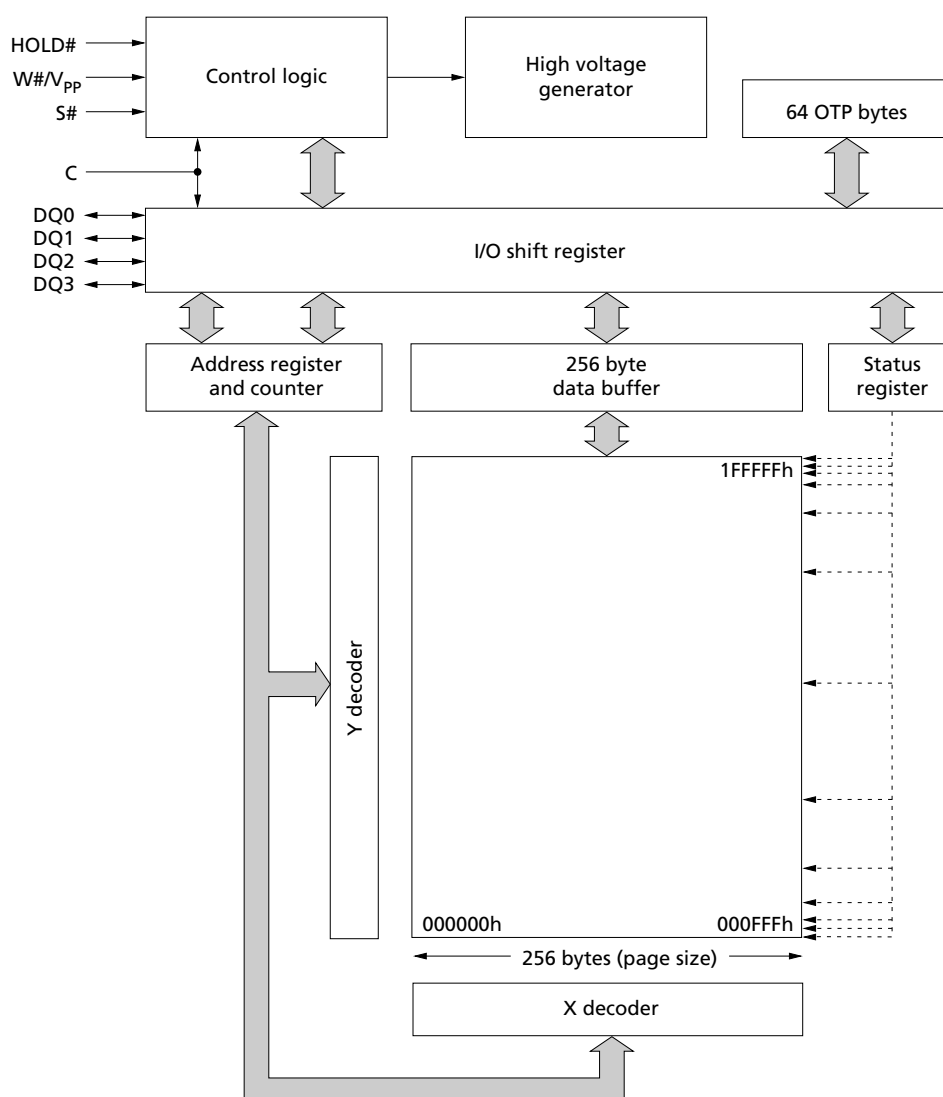 HOLD#
W#/VPP
S#
C
Control logic
High voltage
generator
64 OTP bytes
DQ0
DQ1
DQ2
DQ3
I/O shift register
Address register
and counter
256 byte
data buffer
Status
register
1FFFFFh
Y decoder
000000h
000FFFh
256 bytes (page size)
X decoder